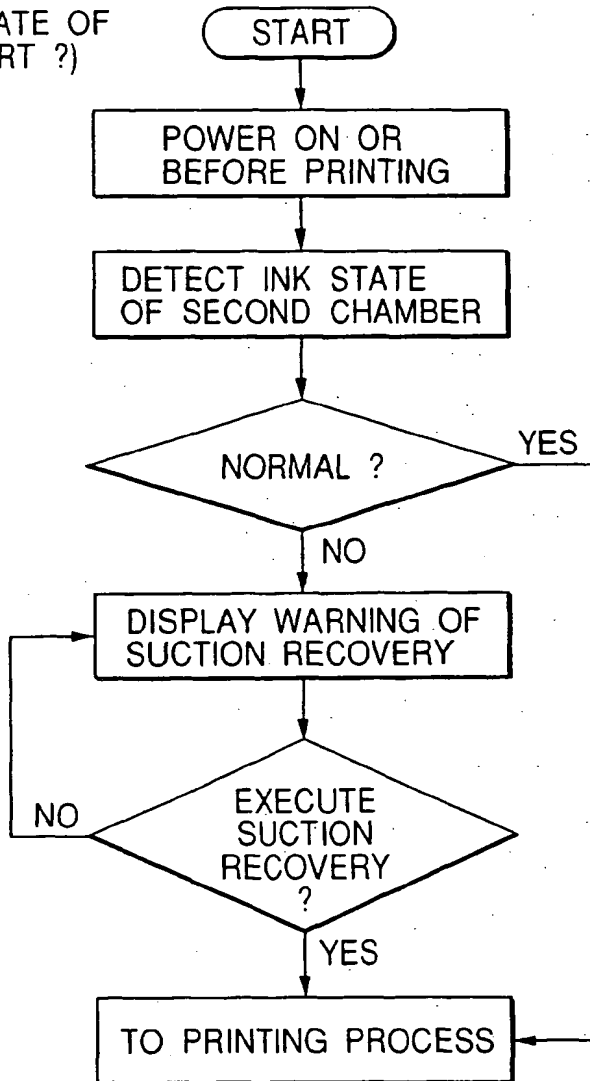 ATE OF
RT ?)
START
POWER ON OR
BEFORE PRINTING
DETECT INK STATE
OF SECOND CHAMBER
NORMAL ?
YES
NO
DISPLAY WARNING OF
SUCTION RECOVERY
NO
EXECUTE
SUCTION
RECOVERY
?
YES
TO PRINTING PROCESS